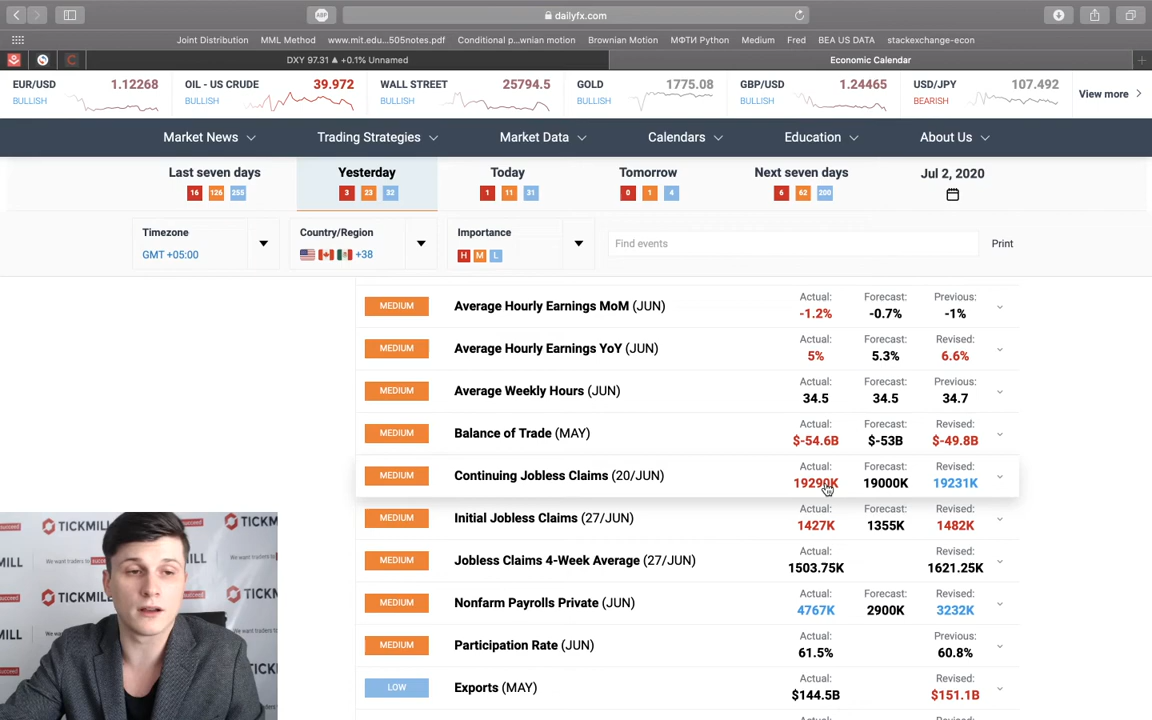 ABP
dailyfx.com
Joint Distribution MML Method www.mit.edu...505notes.pdf Conditional p...wnian motion Brownian Motion МФТИ Python Medium Fred BEA US DATA stackexchange-econ
DXY 97.31 ▲ +0.1% Unnamed
Economic Calendar
EUR/USD 1.12268 OIL - US CRUDE 39.972 WALL STREET 25794.5 GOLD 1775.08 GBP/USD 1.24465 USD/JPY 107.492
BULLISH BULLISH BULLISH BULLISH BULLISH BEARISH
View more
Market News Trading Strategies Market Data Calendars Education About Us
Last seven days Yesterday Today Tomorrow Next seven days Jul 2, 2020
16 126 255 3 23 32 1 11 31 0 1 4 6 62 200
Timezone Country/Region Importance
GMT +05:00 +38 H M L
Find events
Print
Actual: Forecast: Previous:
MEDIUM Average Hourly Earnings MoM (JUN)
-1.2% -0.7% -1%
Actual: Forecast: Revised:
MEDIUM Average Hourly Earnings YoY (JUN)
5% 5.3% 6.6%
Actual: Forecast: Previous:
MEDIUM Average Weekly Hours (JUN)
34.5 34.5 34.7
Actual: Forecast: Revised:
MEDIUM Balance of Trade (MAY)
$-54.6B $-53B $-49.8B
Actual: Forecast: Revised:
MEDIUM Continuing Jobless Claims (20/JUN)
19290K 19000K 19231K
Actual: Forecast: Revised:
MEDIUM Initial Jobless Claims (27/JUN)
1427K 1355K 1482K
Actual: Revised:
MEDIUM Jobless Claims 4-Week Average (27/JUN)
1503.75K 1621.25K
Actual: Forecast: Revised:
MEDIUM Nonfarm Payrolls Private (JUN)
4767K 2900K 3232K
Actual: Previous:
MEDIUM Participation Rate (JUN)
61.5% 60.8%
Actual: Revised:
LOW Exports (MAY)
$144.5B $151.1B
TICKMILL
TICKM
TICKMILL
TICK